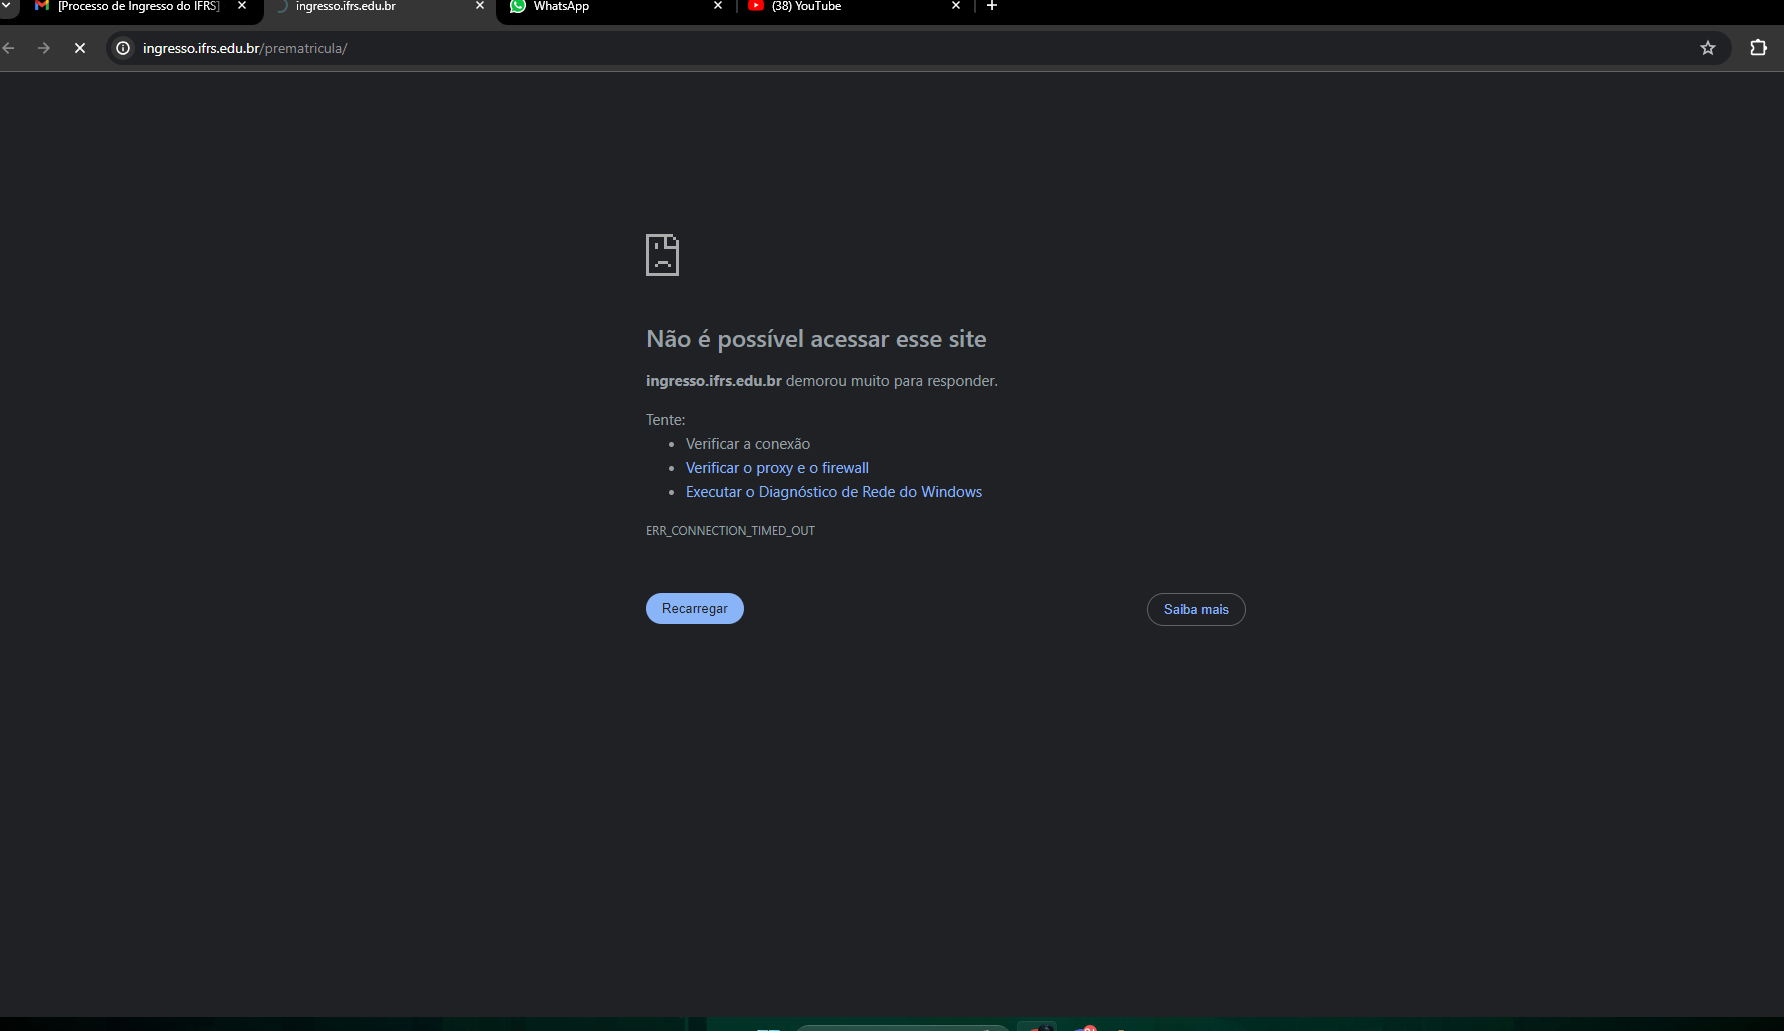 [Processo de Ingresso do IFRS]
ingresso.ifrs.edu.br
WhatsApp
(38) YouTube
ingresso.ifrs.edu.br/prematricula/
Não é possível acessar esse site
ingresso.ifrs.edu.br demorou muito para responder.
Tente:
Verificar a conexão
Verificar o proxy e o firewall
Executar o Diagnóstico de Rede do Windows
ERR_CONNECTION_TIMED_OUT
Recarregar
Saiba mais